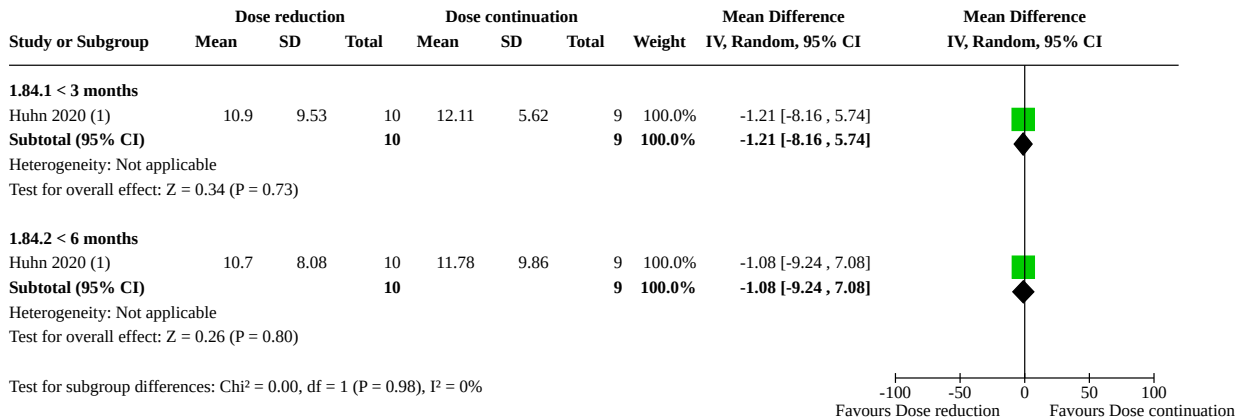 Dose reduction Dose continuation Mean Difference Mean Difference
Study or Subgroup Mean SD Total Mean SD Total Weight IV, Random, 95% CI IV, Random, 95% CI
1.84.1 < 3 months
Huhn 2020 (1) 10.9 9.53 10 12.11 5.62 9 100.0% -1.21 [-8.16 , 5.74]
Subtotal (95% CI) 10 9 100.0% -1.21 [-8.16 , 5.74]
Heterogeneity: Not applicable
Test for overall effect: Z = 0.34 (P = 0.73)
1.84.2 < 6 months
Huhn 2020 (1) 10.7 8.08 10 11.78 9.86 9 100.0% -1.08 [-9.24 , 7.08]
Subtotal (95% CI) 10 9 100.0% -1.08 [-9.24 , 7.08]
Heterogeneity: Not applicable
Test for overall effect: Z = 0.26 (P = 0.80)
Test for subgroup differences: Chi² = 0.00, df = 1 (P = 0.98), I² = 0%
-100 -50 0 50 100
Favours Dose reduction Favours Dose continuation